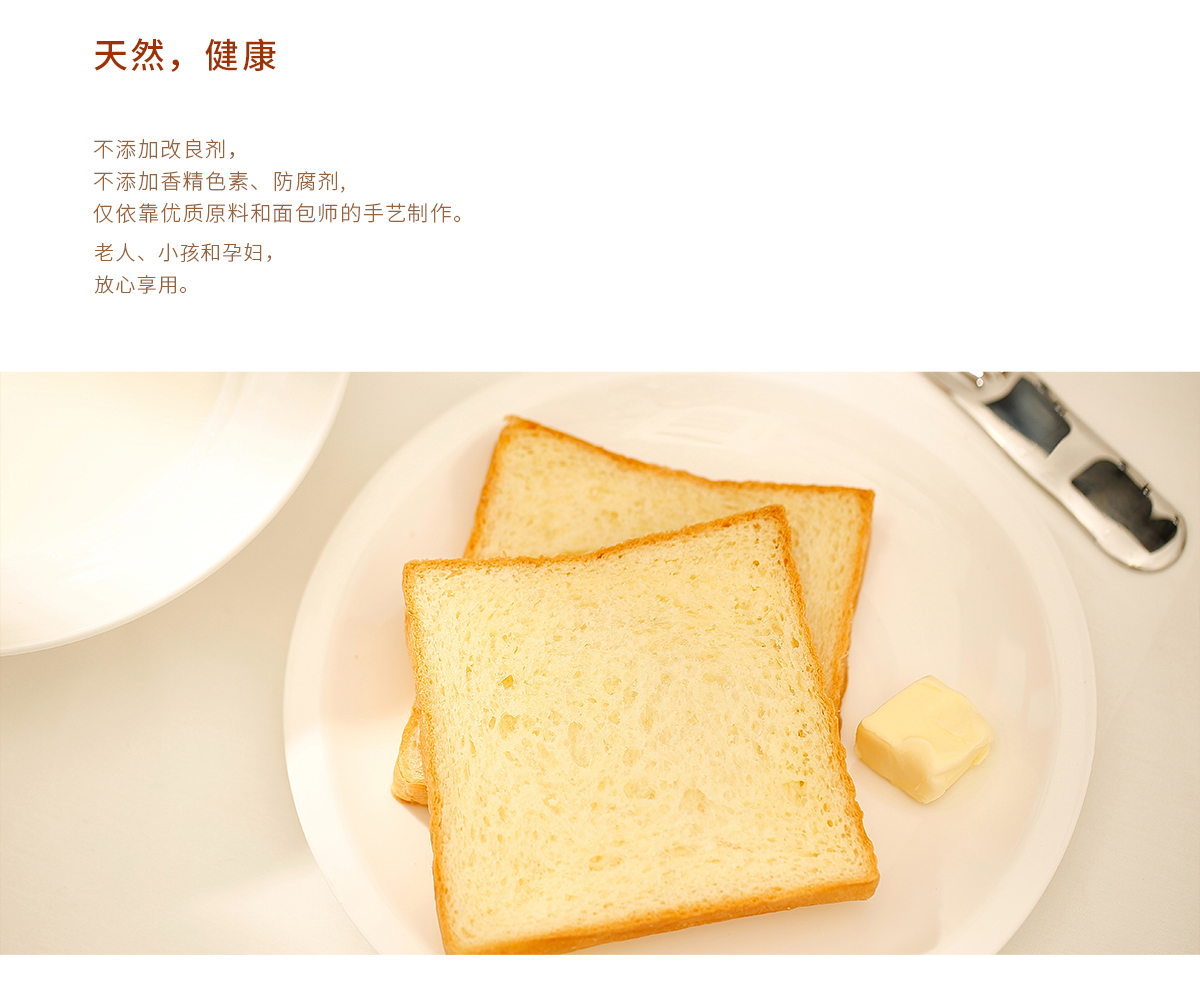 天然，健康
不添加改良剂，
不添加香精色素、防腐剂,
仅依靠优质原料和面包师的手艺制作。
老人、小孩和孕妇，
放心享用。